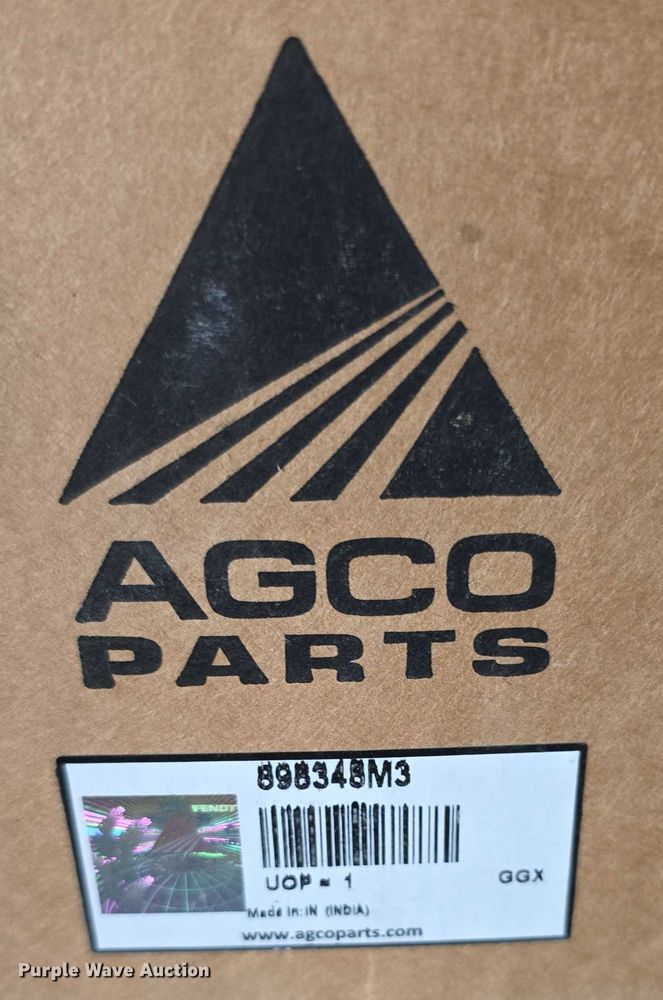 AGCO
PARTS
898348M3
FENDT
UOP = 1
GGX
Made In: IN (INDIA)
www.agcoparts.com
Purple Wave Auction